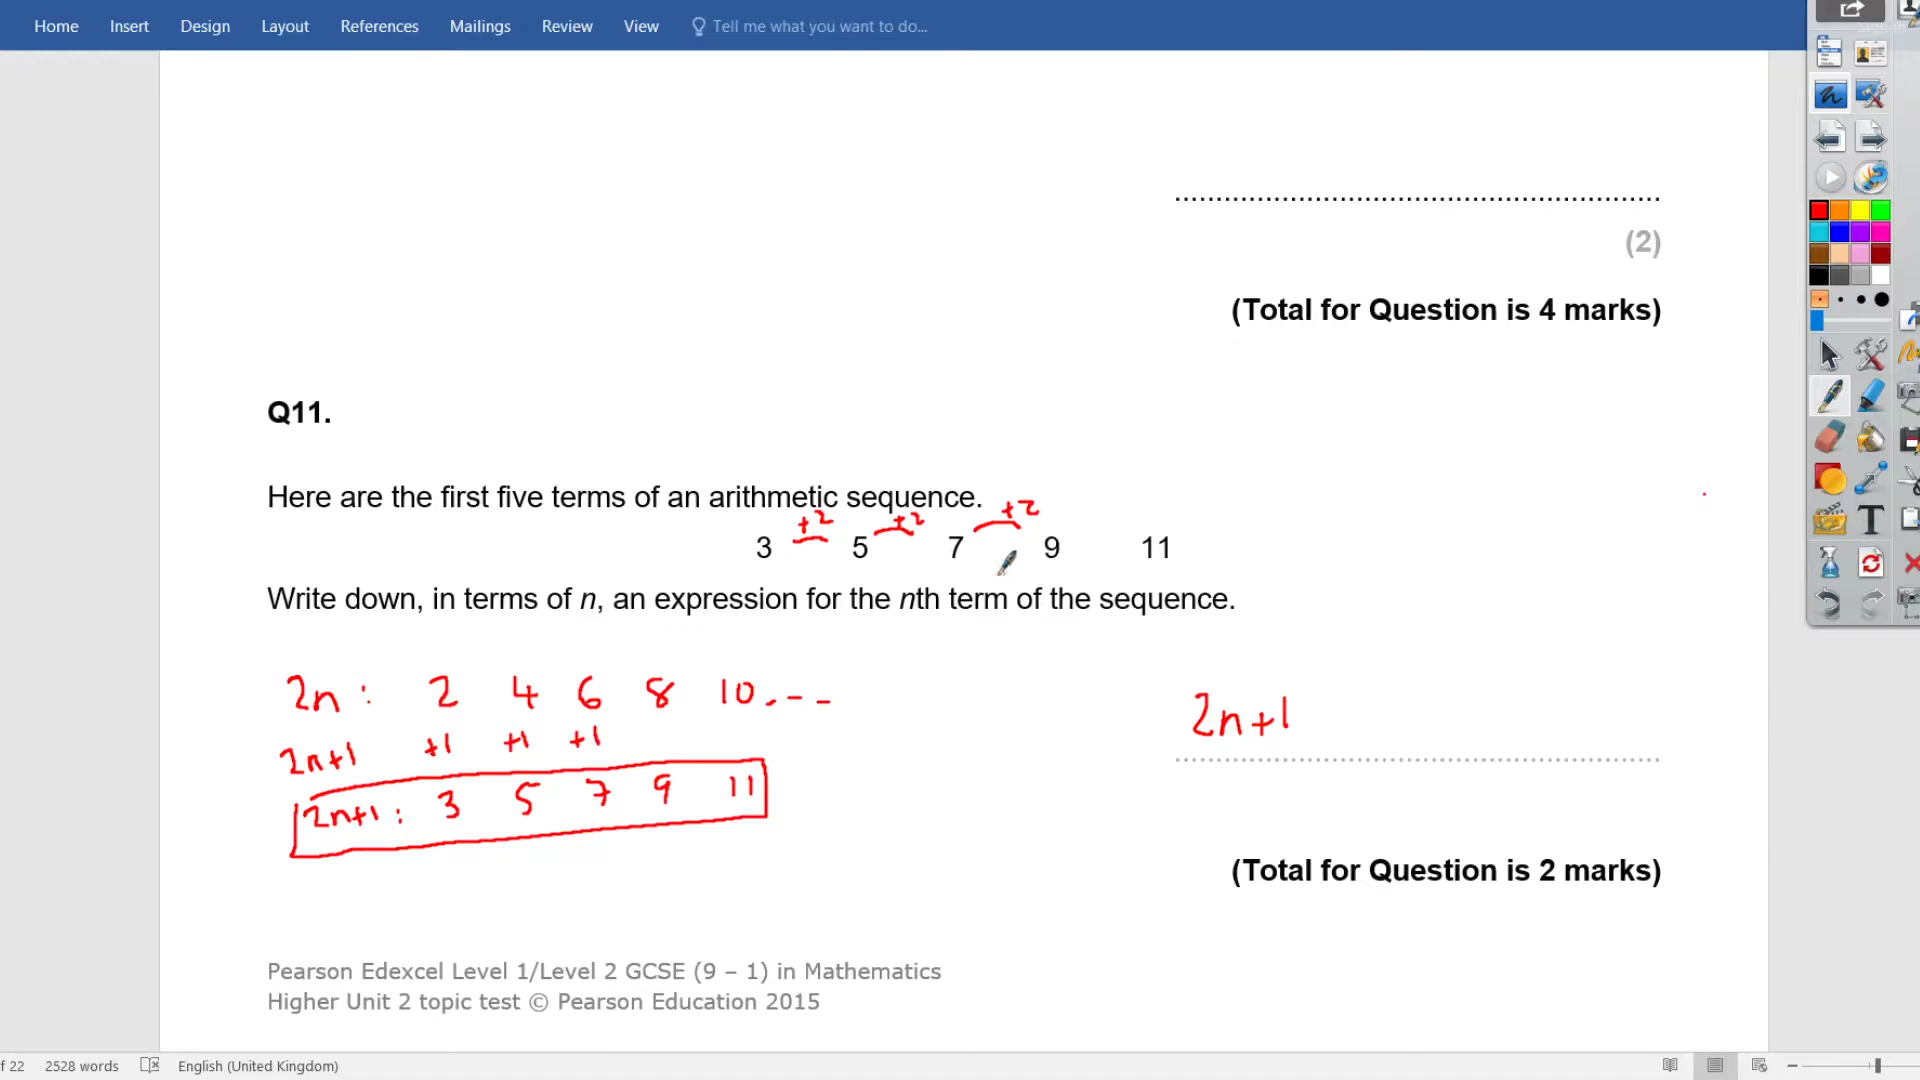 Home Insert Design Layout References Mailings Review View Tell me what you want to do...
(2)
(Total for Question is 4 marks)
Q11.
Here are the first five terms of an arithmetic sequence.
+2 +2 +2
3 5 7 9 11
Write down, in terms of n, an expression for the nth term of the sequence.
2n : 2 4 6 8 10 . - -
2n+1
2n+1 +1 +1 +1
2n+1 : 3 5 7 9 11
(Total for Question is 2 marks)
Pearson Edexcel Level 1/Level 2 GCSE (9 – 1) in Mathematics
Higher Unit 2 topic test © Pearson Education 2015
f 22 2528 words English (United Kingdom)